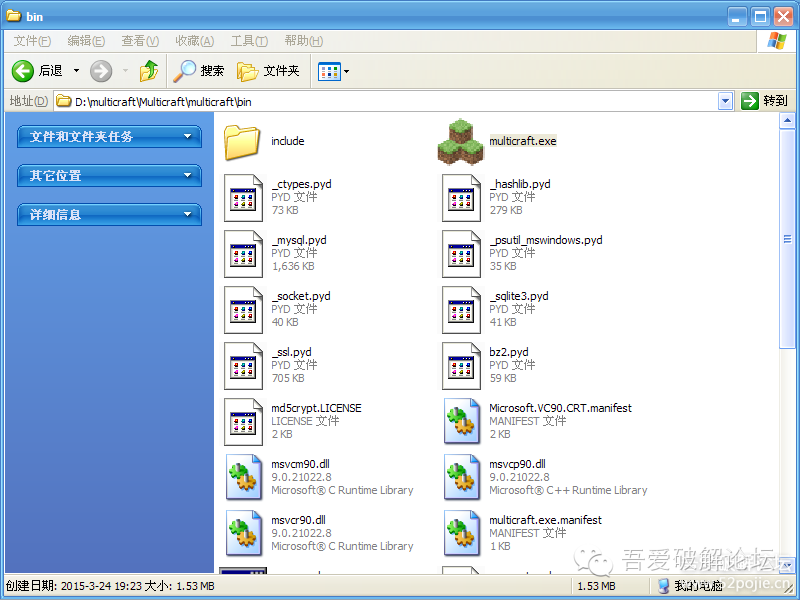 bin
文件(F) 编辑(E) 查看(V) 收藏(A) 工具(T) 帮助(H)
后退 搜索 文件夹
地址(D) D:\multicraft\Multicraft\multicraft\bin 转到
文件和文件夹任务
其它位置
详细信息
include
multicraft.exe
_ctypes.pyd
PYD 文件
73 KB
_hashlib.pyd
PYD 文件
279 KB
_mysql.pyd
PYD 文件
1,636 KB
_psutil_mswindows.pyd
PYD 文件
35 KB
_socket.pyd
PYD 文件
40 KB
_sqlite3.pyd
PYD 文件
41 KB
_ssl.pyd
PYD 文件
705 KB
bz2.pyd
PYD 文件
59 KB
md5crypt.LICENSE
LICENSE 文件
2 KB
Microsoft.VC90.CRT.manifest
MANIFEST 文件
2 KB
msvcm90.dll
9.0.21022.8
Microsoft® C Runtime Library
msvcp90.dll
9.0.21022.8
Microsoft® C++ Runtime Library
msvcr90.dll
9.0.21022.8
Microsoft® C Runtime Library
multicraft.exe.manifest
MANIFEST 文件
1 KB
吾爱破解论坛
创建日期: 2015-3-24 19:23 大小: 1.53 MB 1.53 MB 我的电脑